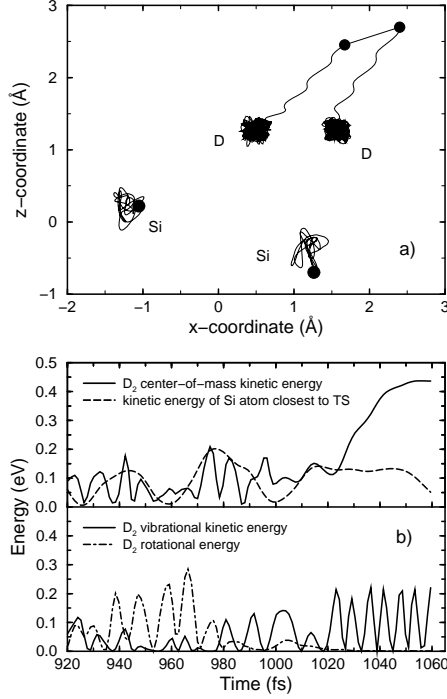 3
2
1
0
−1
z−coordinate (Å)
D
D
Si
Si
a)
−2 −1 0 1 2 3
x−coordinate (Å)
0.5
0.4
0.3
0.2
0.1
0.0
D2 center−of−mass kinetic energy
kinetic energy of Si atom closest to TS
Energy (eV)
0.4
0.3
0.2
0.1
0.0
D2 vibrational kinetic energy
D2 rotational energy
b)
920 940 960 980 1000 1020 1040 1060
Time (fs)